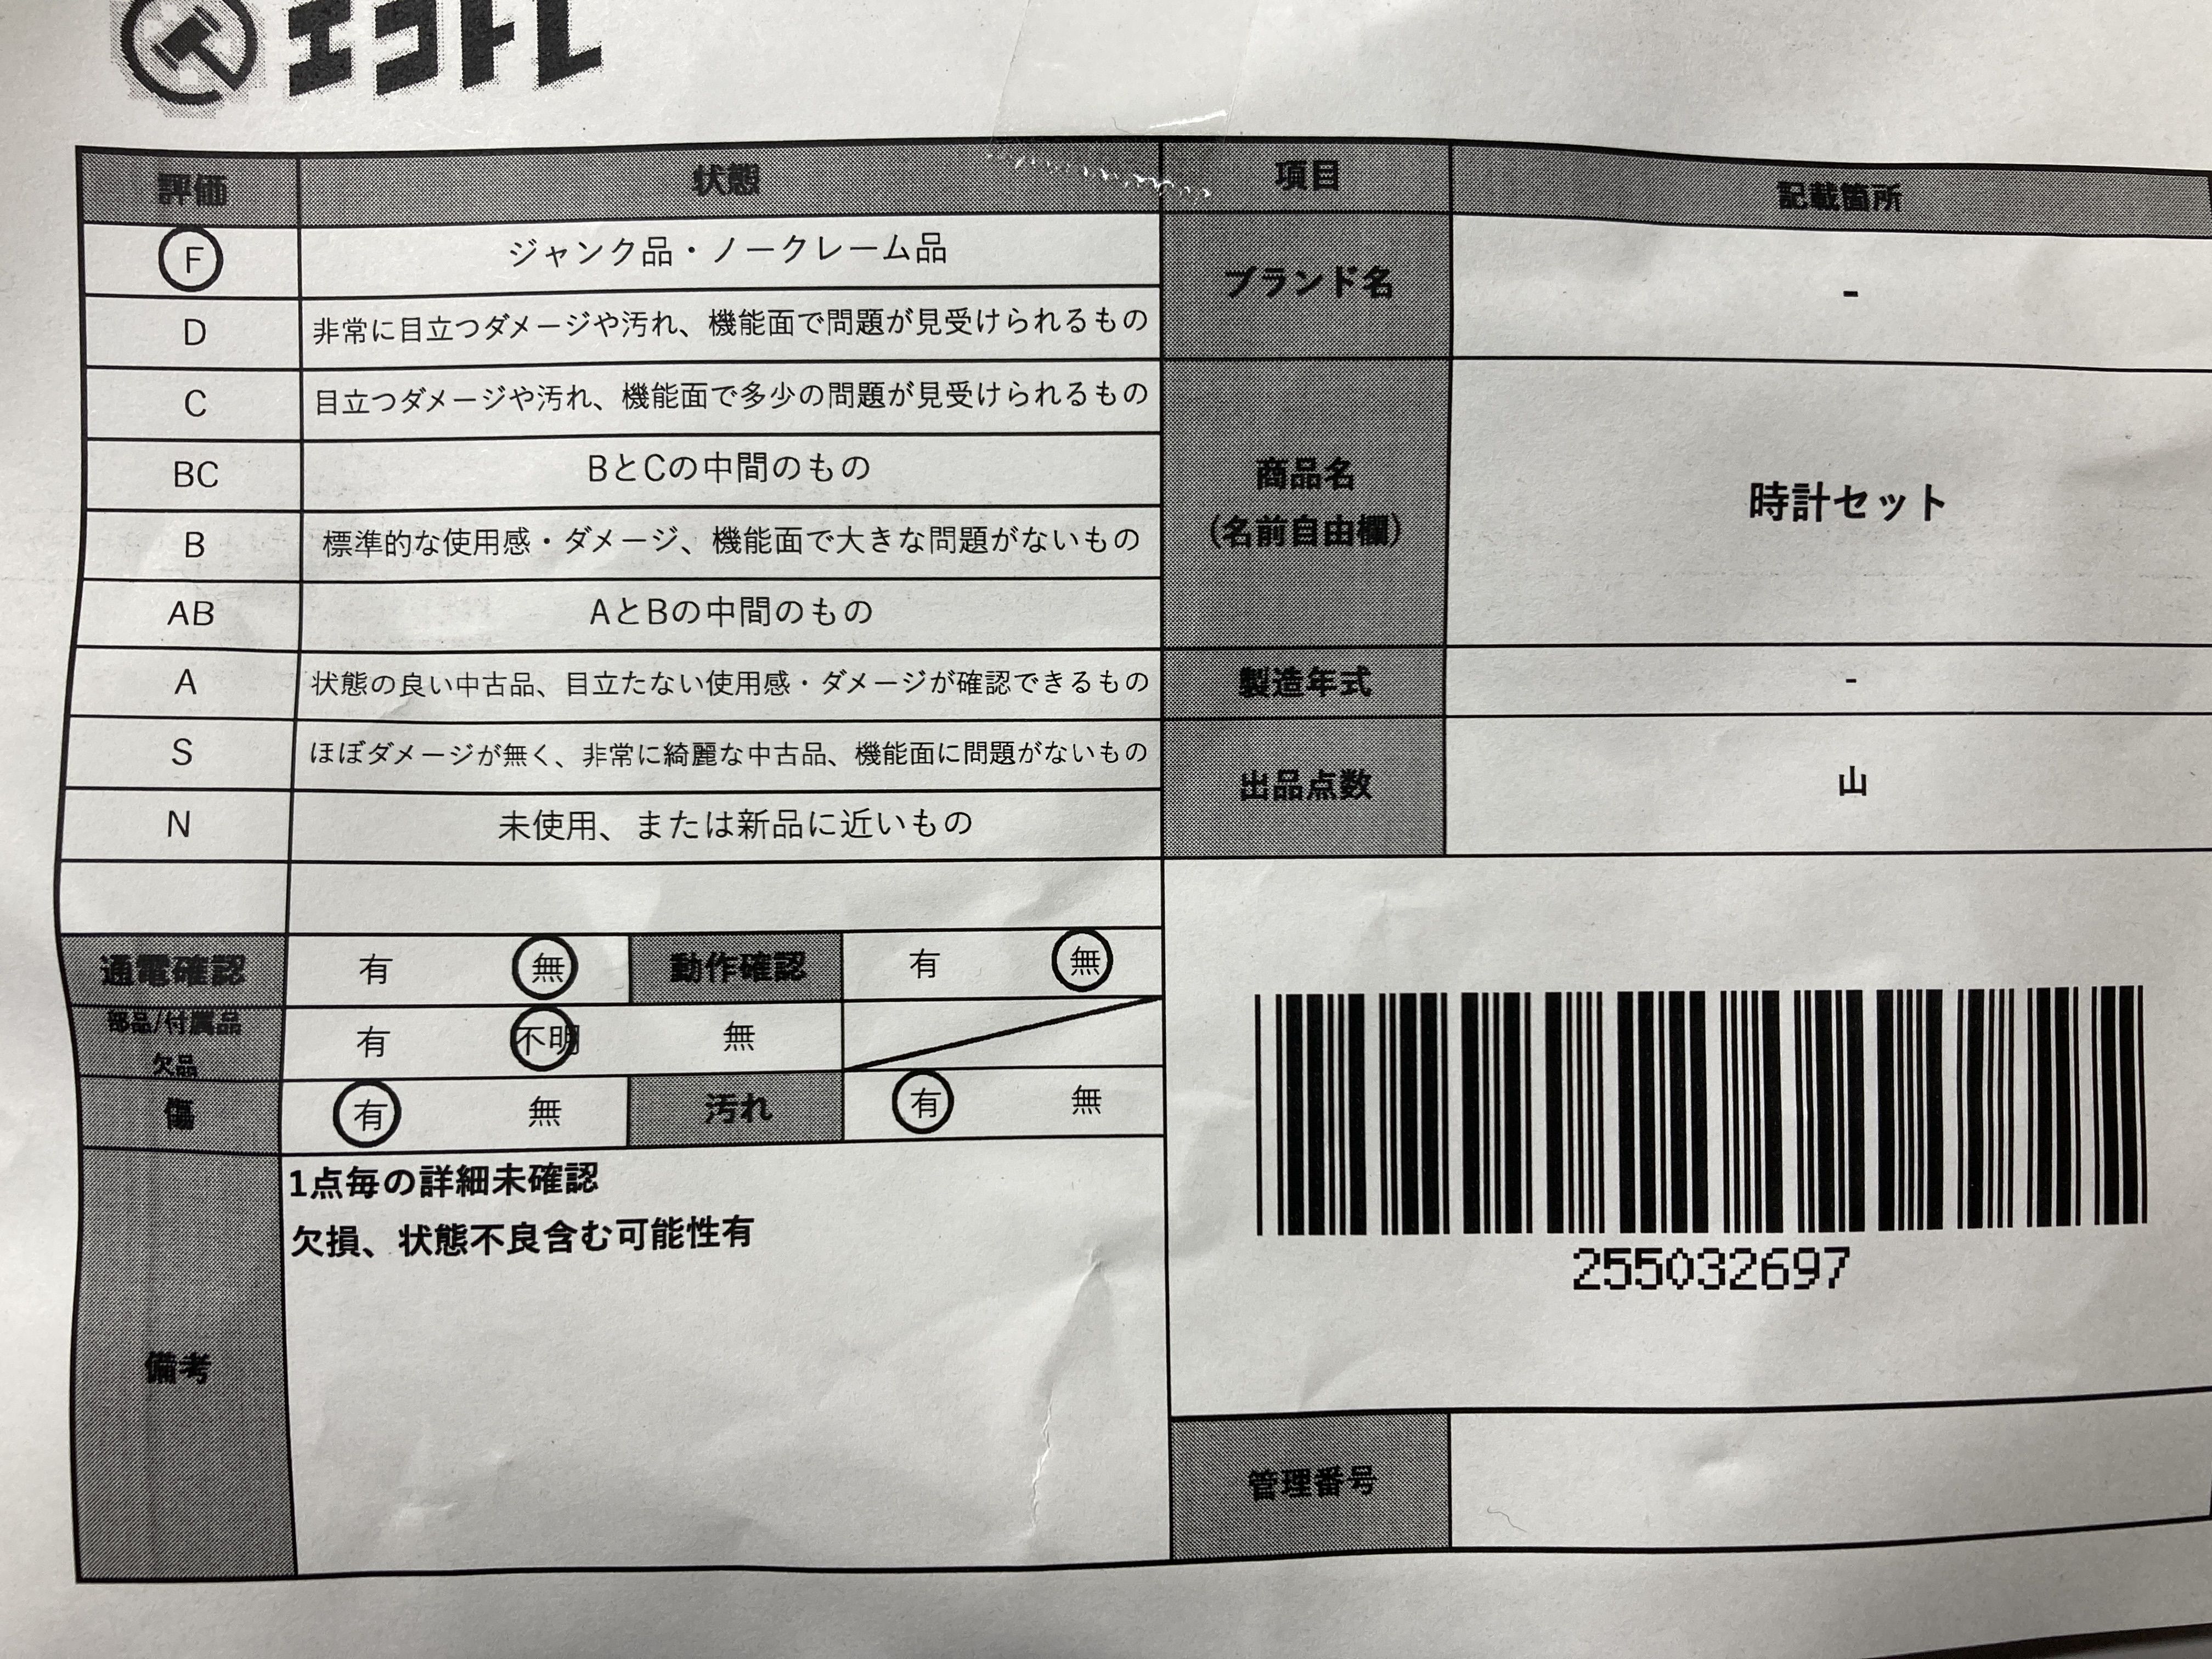 エコトレ
評価 状態 項目 記載箇所
F ジャンク品・ノークレーム品
D 非常に目立つダメージや汚れ、機能面で問題が見受けられるもの
C 目立つダメージや汚れ、機能面で多少の問題が見受けられるもの
BC BとCの中間のもの
B 標準的な使用感・ダメージ、機能面で大きな問題がないもの
AB AとBの中間のもの
A 状態の良い中古品、目立たない使用感・ダメージが確認できるもの
S ほぼダメージが無く、非常に綺麗な中古品、機能面に問題がないもの
N 未使用、または新品に近いもの
ブランド名 -
商品名
(名前自由欄)
時計セット
製造年式 -
出品点数 山
通電確認 有 無 動作確認 有 無
部品/付属品
欠品
有 不明 無
傷 有 無 汚れ 有 無
備考
1点毎の詳細未確認
欠損、状態不良含む可能性有
255032697
管理番号